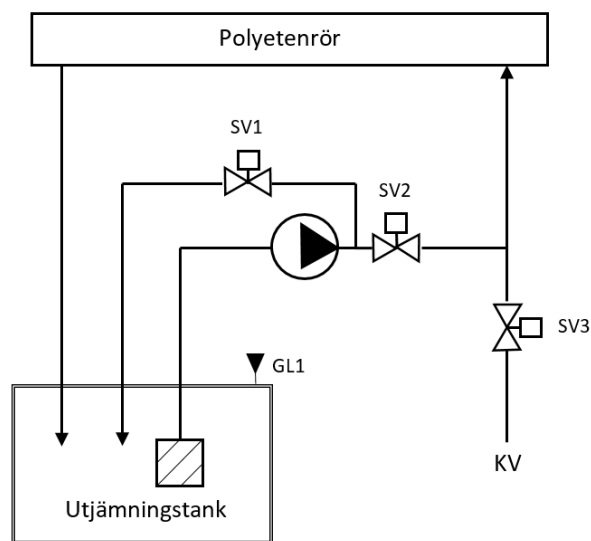 Polyetenrör
SV1
SV2
SV3
GL1
KV
Utjämningstank